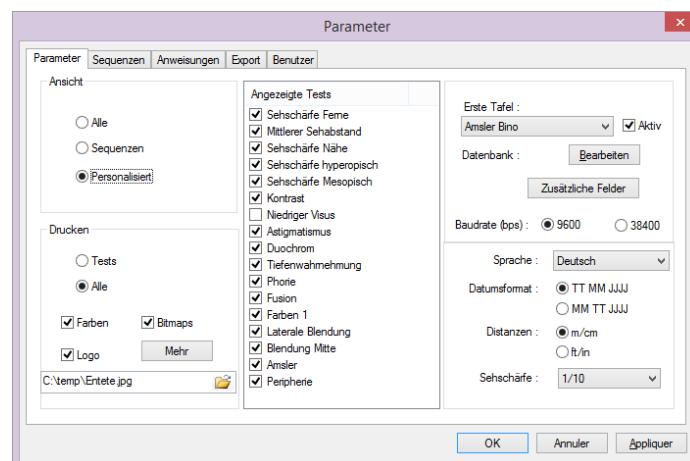 Parameter
Parameter Sequenzen Anweisungen Export Benutzer
Ansicht
Alle
Sequenzen
Personalisiert
Drucken
Tests
Alle
Farben Bitmaps
Logo Mehr
C:\temp\Entete.jpg
Angezeigte Tests
Sehschärfe Ferne
Mittlerer Sehabstand
Sehschärfe Nähe
Sehschärfe hyperopisch
Sehschärfe Mesopisch
Kontrast
Niedriger Visus
Astigmatismus
Duochrom
Tiefenwahrnehmung
Phorie
Fusion
Farben 1
Laterale Blendung
Blendung Mitte
Amsler
Peripherie
Erste Tafel :
Amsler Bino Aktiv
Datenbank : Bearbeiten
Zusätzliche Felder
Baudrate (bps) : 9600 38400
Sprache : Deutsch
Datumsformat : TT MM JJJJ
MM TT JJJJ
Distanzen : m/cm
ft/in
Sehschärfe : 1/10
OK Annuler Appliquer